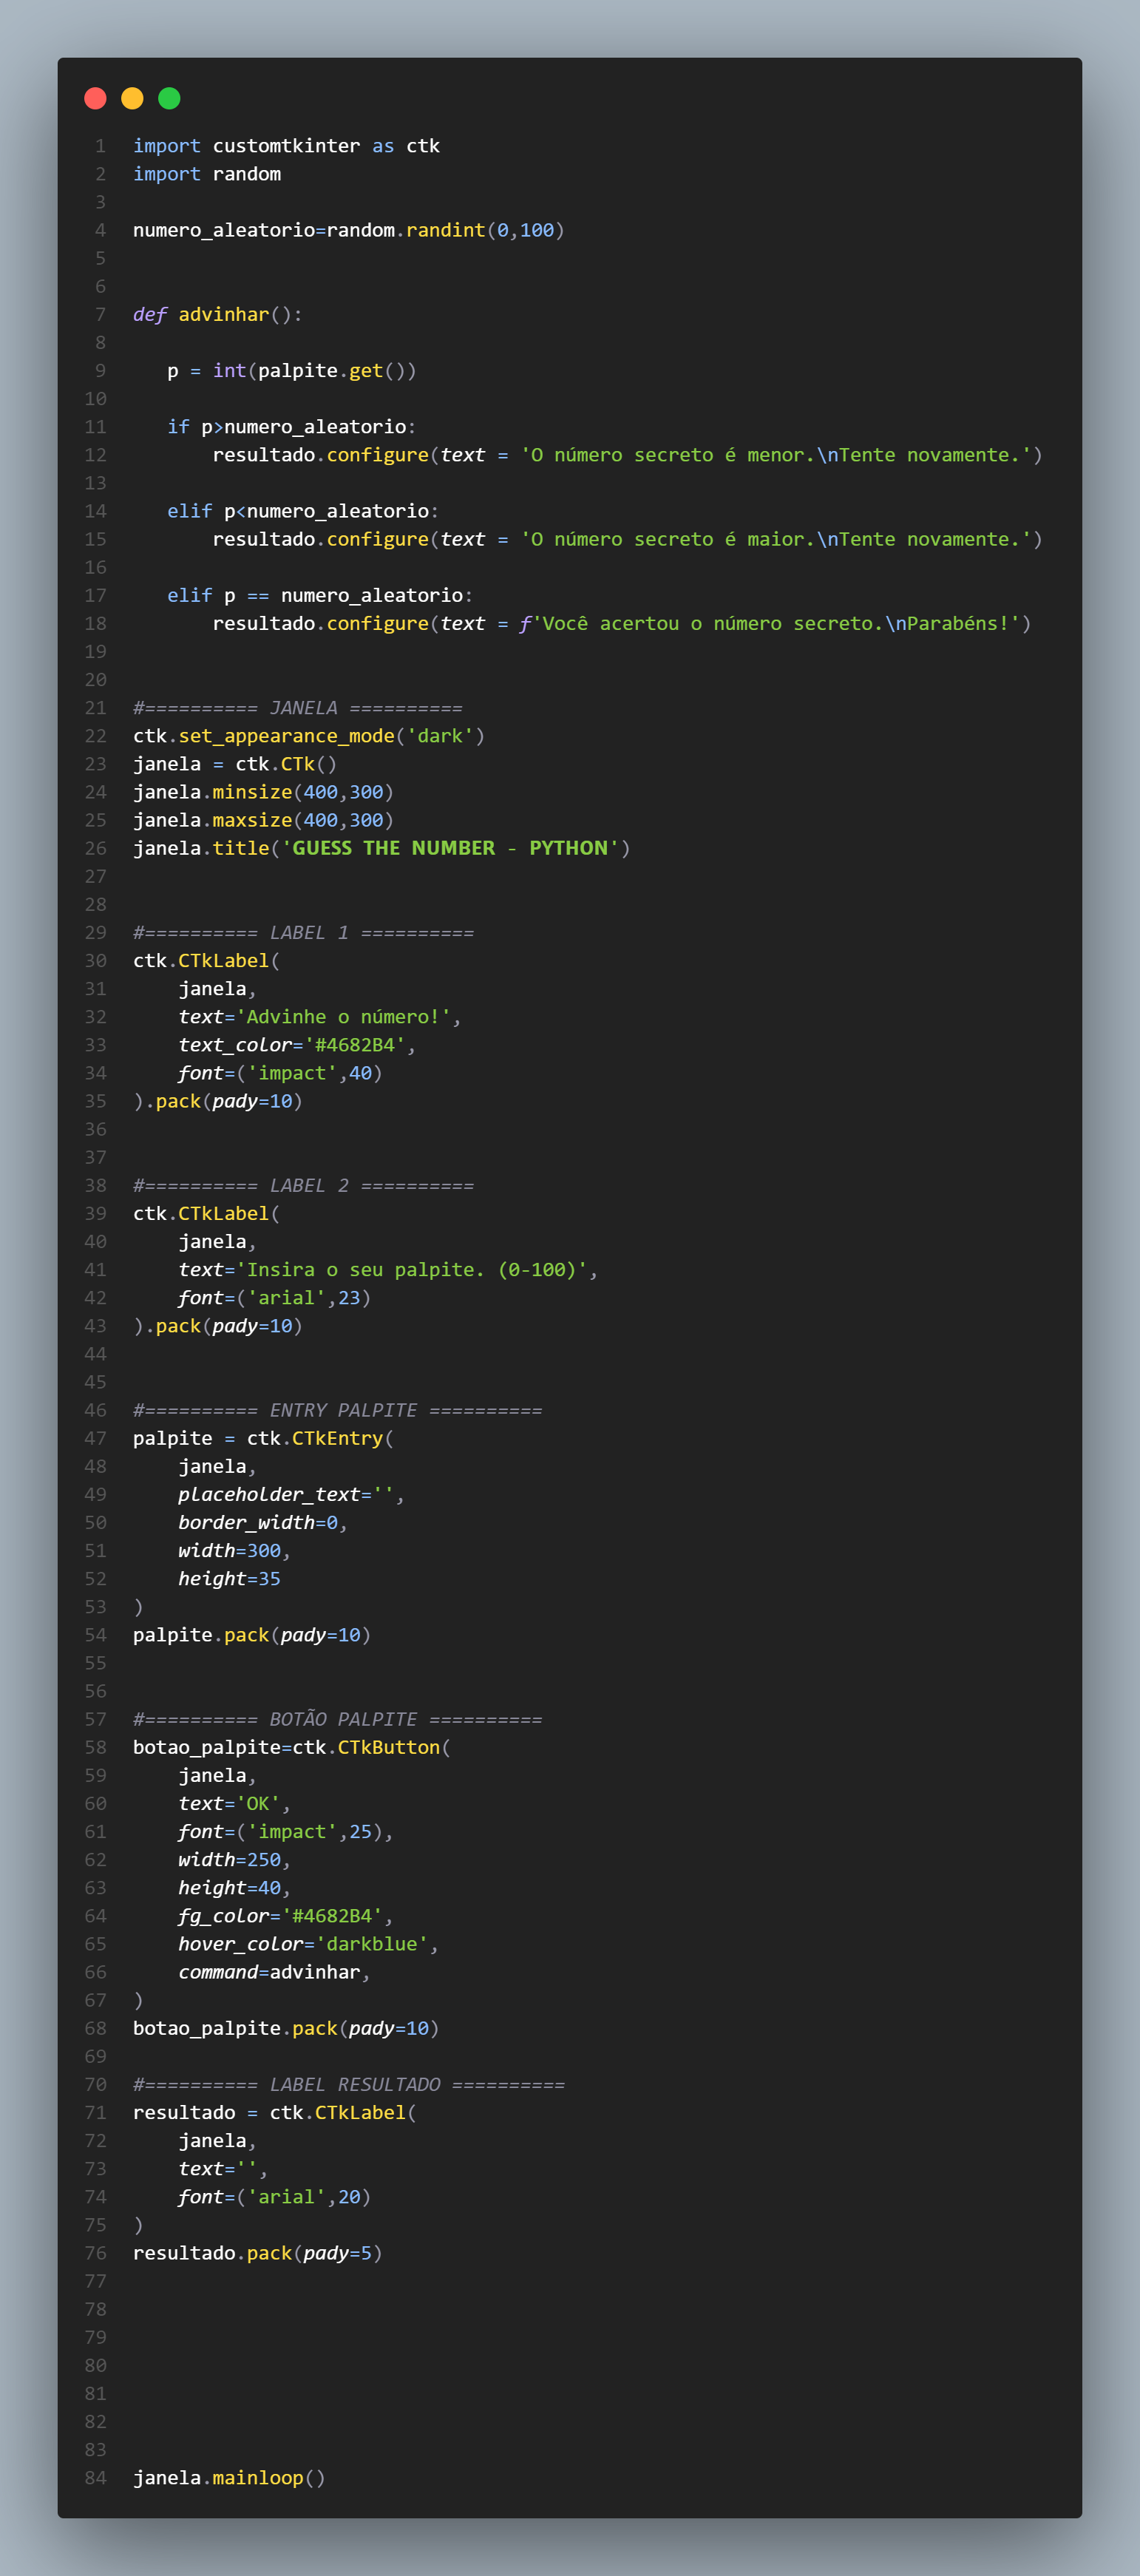 1 import customtkinter as ctk
2 import random
3
4 numero_aleatorio=random.randint(0,100)
5
6
7 def advinhar():
8
9    p = int(palpite.get())
10
11    if p>numero_aleatorio:
12        resultado.configure(text = 'O número secreto é menor.\nTente novamente.')
13
14    elif p<numero_aleatorio:
15        resultado.configure(text = 'O número secreto é maior.\nTente novamente.')
16
17    elif p == numero_aleatorio:
18        resultado.configure(text = f'Você acertou o número secreto.\nParabéns!')
19
20
21 #========== JANELA ==========
22 ctk.set_appearance_mode('dark')
23 janela = ctk.CTk()
24 janela.minsize(400,300)
25 janela.maxsize(400,300)
26 janela.title('GUESS THE NUMBER - PYTHON')
27
28
29 #========== LABEL 1 ==========
30 ctk.CTkLabel(
31     janela,
32     text='Advinhe o número!',
33     text_color='#4682B4',
34     font=('impact',40)
35 ).pack(pady=10)
36
37
38 #========== LABEL 2 ==========
39 ctk.CTkLabel(
40     janela,
41     text='Insira o seu palpite. (0-100)',
42     font=('arial',23)
43 ).pack(pady=10)
44
45
46 #========== ENTRY PALPITE ==========
47 palpite = ctk.CTkEntry(
48     janela,
49     placeholder_text='',
50     border_width=0,
51     width=300,
52     height=35
53 )
54 palpite.pack(pady=10)
55
56
57 #========== BOTÃO PALPITE ==========
58 botao_palpite=ctk.CTkButton(
59     janela,
60     text='OK',
61     font=('impact',25),
62     width=250,
63     height=40,
64     fg_color='#4682B4',
65     hover_color='darkblue',
66     command=advinhar,
67 )
68 botao_palpite.pack(pady=10)
69
70 #========== LABEL RESULTADO ==========
71 resultado = ctk.CTkLabel(
72     janela,
73     text='',
74     font=('arial',20)
75 )
76 resultado.pack(pady=5)
77
78
79
80
81
82
83
84 janela.mainloop()